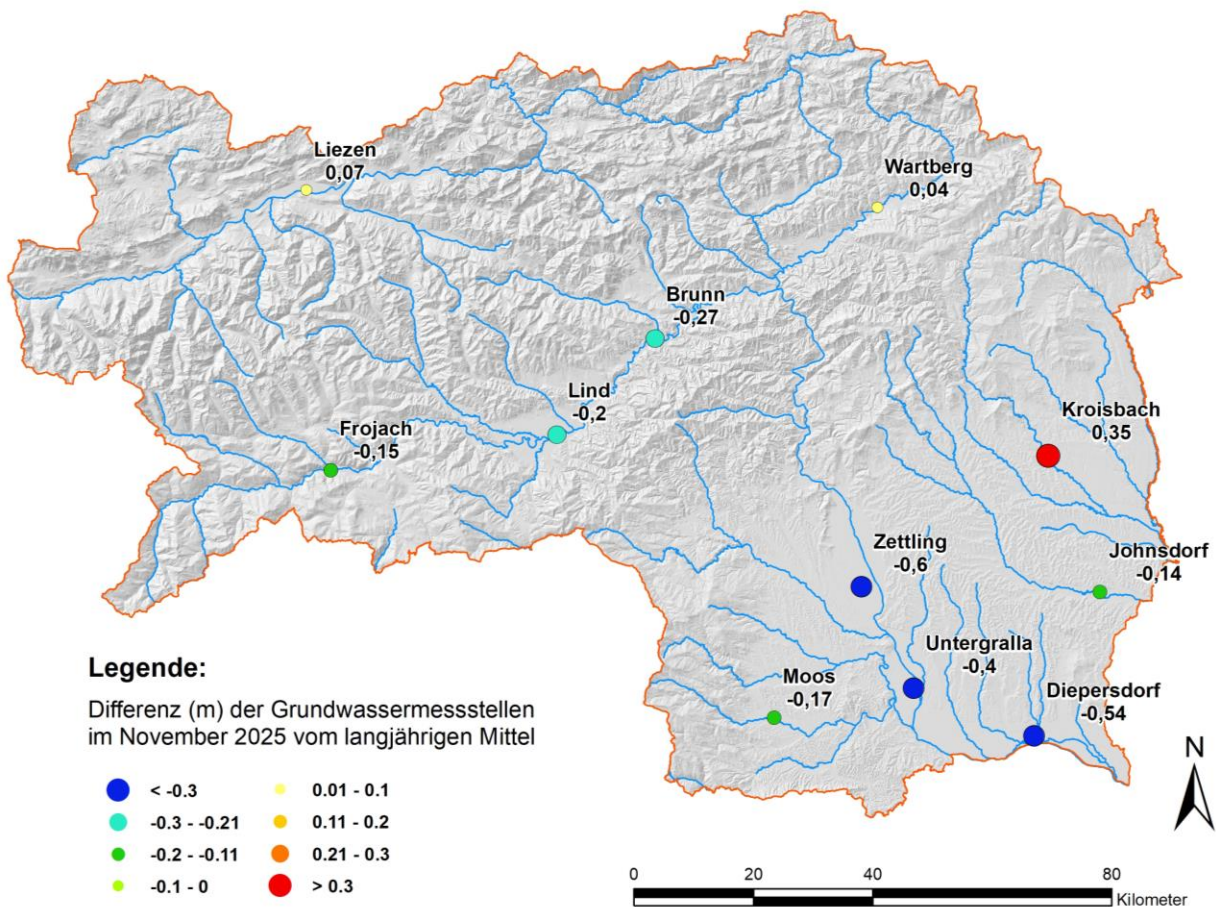 Liezen
0,07
Wartberg
0,04
Brunn
-0,27
Lind
-0,2
Frojach
-0,15
Kroisbach
0,35
Zettling
-0,6
Johnsdorf
-0,14
Untergralla
-0,4
Moos
-0,17
Diepersdorf
-0,54
Legende:
Differenz (m) der Grundwassermessstellen
im November 2025 vom langjährigen Mittel
< -0.3
-0.3 - -0.21
-0.2 - -0.11
-0.1 - 0
0.01 - 0.1
0.11 - 0.2
0.21 - 0.3
> 0.3
N
0 20 40 80
Kilometer